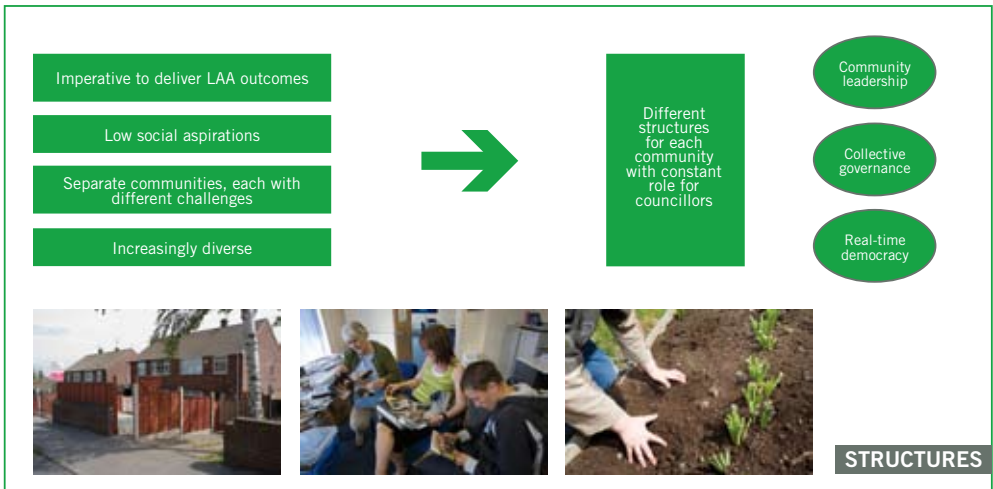 Imperative to deliver LAA outcomes
Low social aspirations
Separate communities, each with
different challenges
Increasingly diverse
Different
structures
for each
community
with constant
role for
councillors
Community
leadership
Collective
governance
Real-time
democracy
STRUCTURES